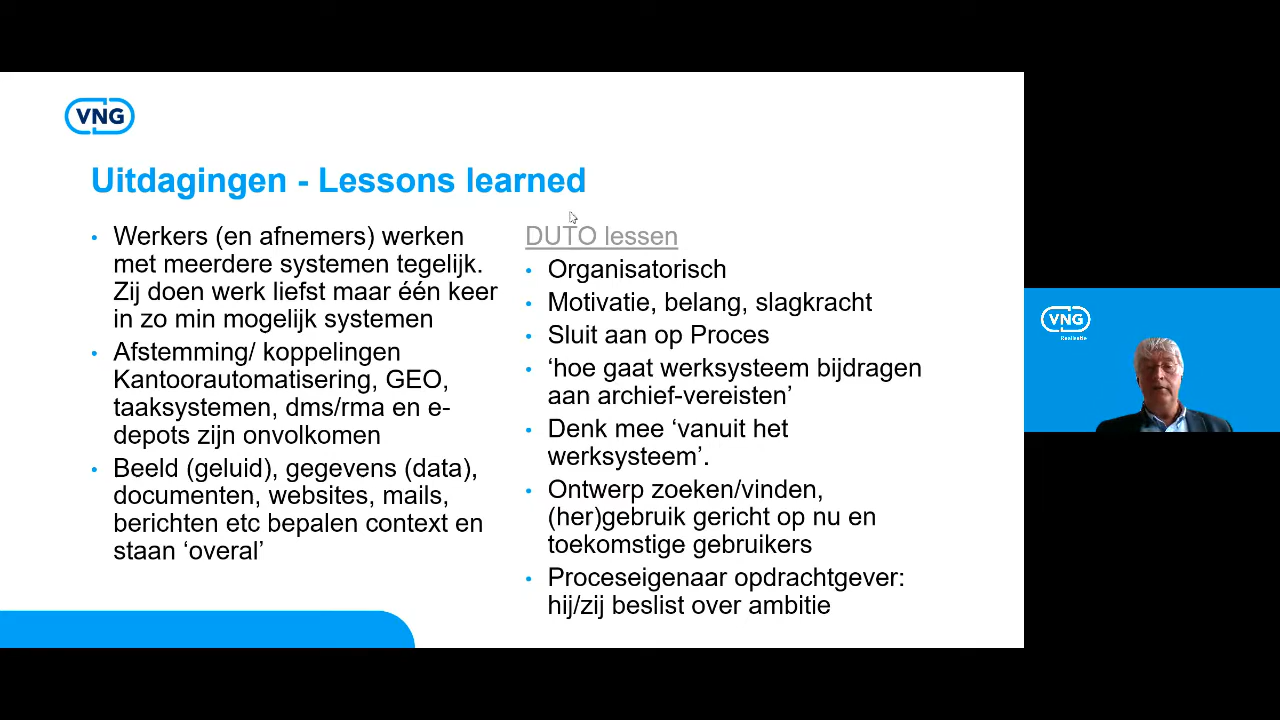 VNG
Uitdagingen - Lessons learned
• Werkers (en afnemers) werken
met meerdere systemen tegelijk.
Zij doen werk liefst maar één keer
in zo min mogelijk systemen
• Afstemming/ koppelingen
Kantoorautomatisering, GEO,
taaksystemen, dms/rma en e-
depots zijn onvolkomen
• Beeld (geluid), gegevens (data),
documenten, websites, mails,
berichten etc bepalen context en
staan ‘overal’
DUTO lessen
• Organisatorisch
• Motivatie, belang, slagkracht
• Sluit aan op Proces
• ‘hoe gaat werksysteem bijdragen
aan archief-vereisten’
• Denk mee ‘vanuit het
werksysteem’.
• Ontwerp zoeken/vinden,
(her)gebruik gericht op nu en
toekomstige gebruikers
• Proceseigenaar opdrachtgever:
hij/zij beslist over ambitie
VNG
Realisatie